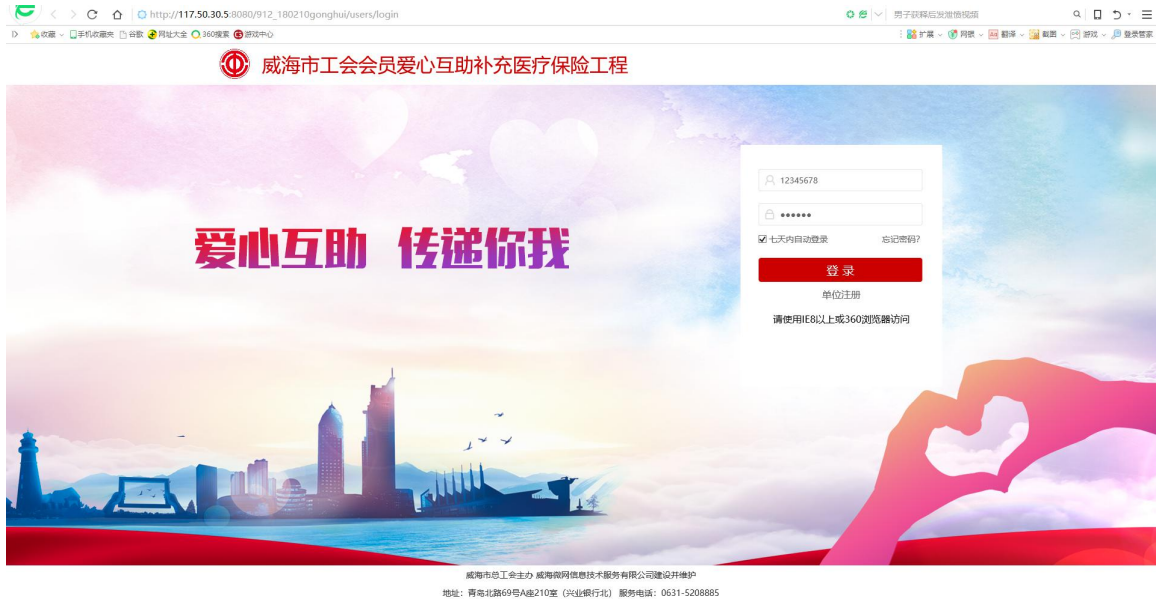 http://117.50.30.5:8080/912_180210gonghui/users/login
男子获释后发泄愤视频
收藏 手机收藏夹 谷歌 网址大全 360搜索 游戏中心
扩展 网银 翻译 截图 游戏 登录管家
威海市工会会员爱心互助补充医疗保险工程
12345678
••••••
七天内自动登录 忘记密码?
爱心互助 传递你我
登 录
单位注册
请使用IE8以上或360浏览器访问
威海市总工会主办 威海微网信息技术服务有限公司建设并维护
地址：青岛北路69号A座210室（兴业银行北） 服务电话：0631-5208885